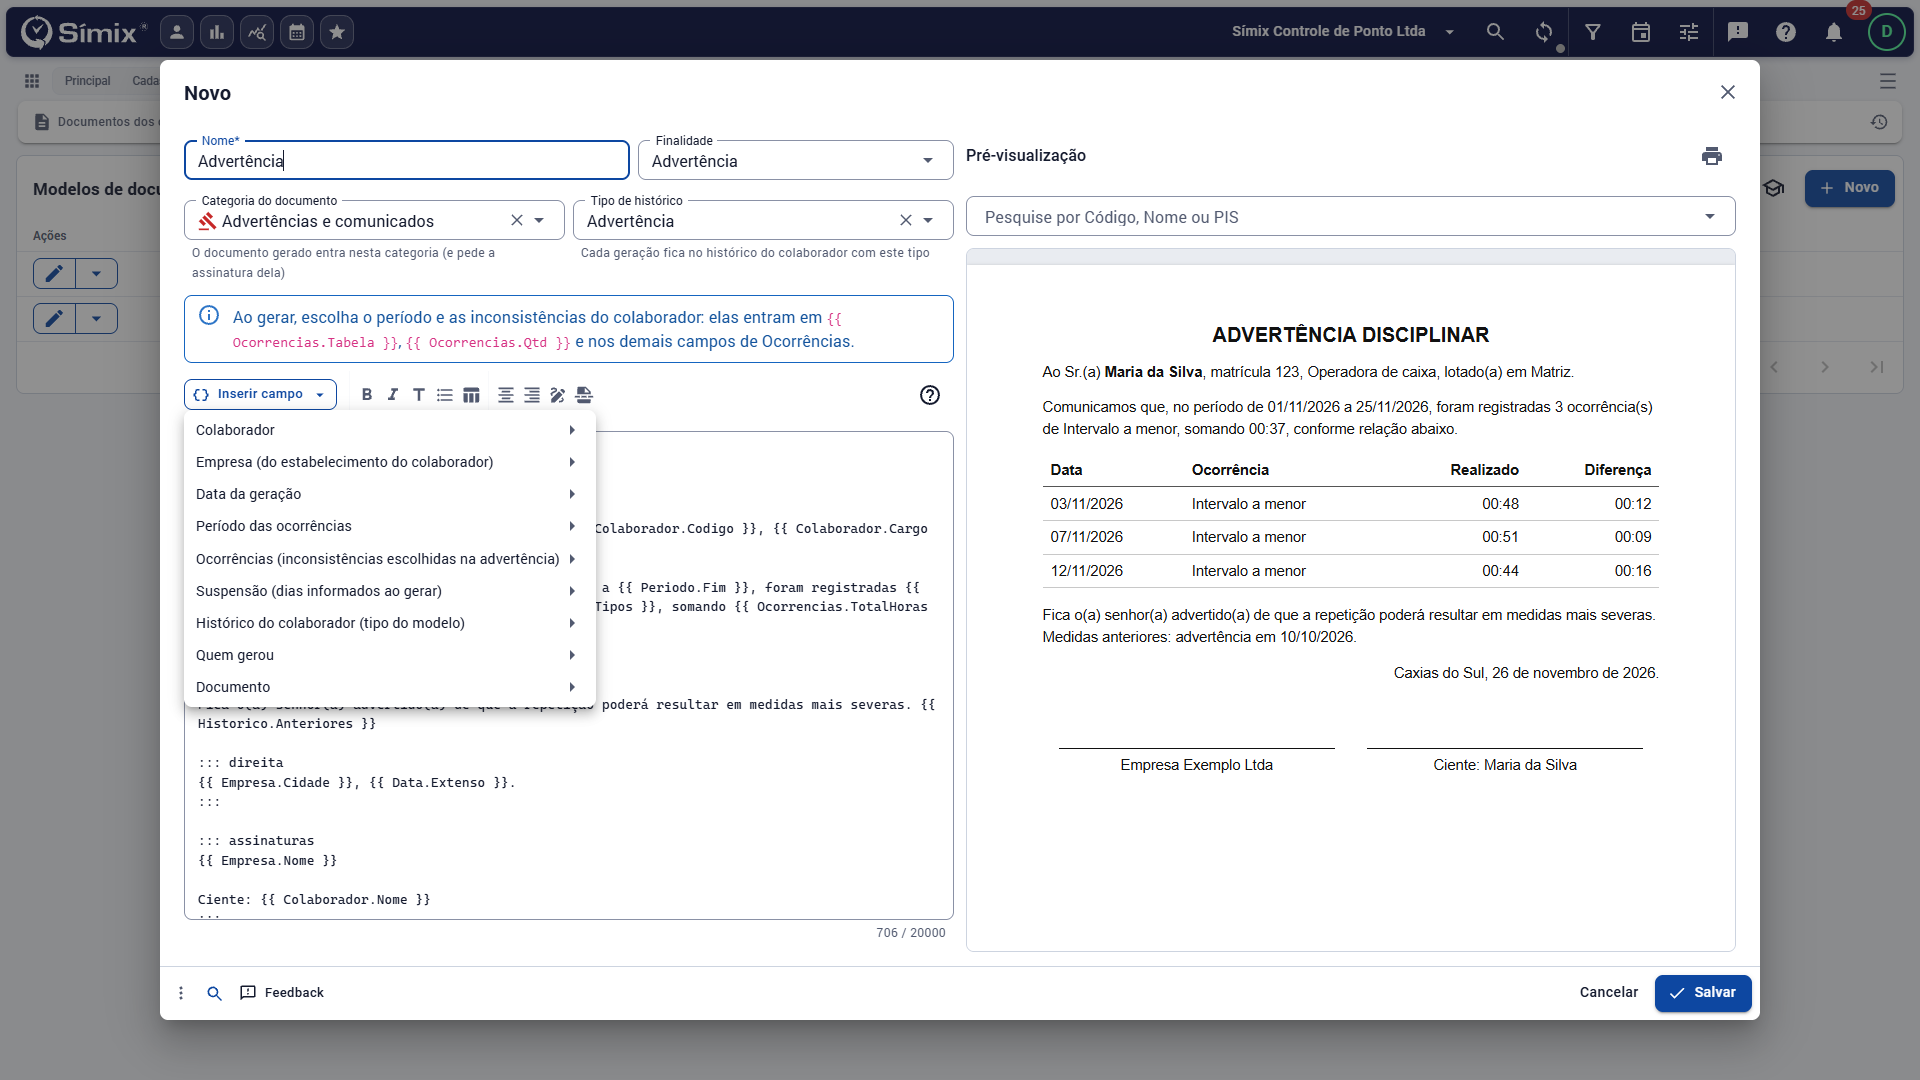 Símix
Símix Controle de Ponto Ltda
25
D
Principal
Cada
Documentos dos
Modelos de docu
Novo
Ações
Novo
Nome*
Advertência
Finalidade
Advertência
Categoria do documento
Advertências e comunicados
Tipo de histórico
Advertência
O documento gerado entra nesta categoria (e pede a
assinatura dela)
Cada geração fica no histórico do colaborador com este tipo
Ao gerar, escolha o período e as inconsistências do colaborador: elas entram em {{
Ocorrencias.Tabela }}, {{ Ocorrencias.Qtd }} e nos demais campos de Ocorrências.
{} Inserir campo
B I T
Colaborador
Empresa (do estabelecimento do colaborador)
Data da geração
Período das ocorrências
Ocorrências (inconsistências escolhidas na advertência)
Suspensão (dias informados ao gerar)
Histórico do colaborador (tipo do modelo)
Quem gerou
Documento
Colaborador.Codigo }}, {{ Colaborador.Cargo
a {{ Periodo.Fim }}, foram registradas {{
Tipos }}, somando {{ Ocorrencias.TotalHoras
Fica o(a) senhor(a) advertido(a) de que a repetição poderá resultar em medidas mais severas. {{
Historico.Anteriores }}
::: direita
{{ Empresa.Cidade }}, {{ Data.Extenso }}.
:::
::: assinaturas
{{ Empresa.Nome }}
Ciente: {{ Colaborador.Nome }}
:::
706 / 20000
Pré-visualização
Pesquise por Código, Nome ou PIS
ADVERTÊNCIA DISCIPLINAR
Ao Sr.(a) Maria da Silva, matrícula 123, Operadora de caixa, lotado(a) em Matriz.
Comunicamos que, no período de 01/11/2026 a 25/11/2026, foram registradas 3 ocorrência(s)
de Intervalo a menor, somando 00:37, conforme relação abaixo.
Data Ocorrência Realizado Diferença
03/11/2026 Intervalo a menor 00:48 00:12
07/11/2026 Intervalo a menor 00:51 00:09
12/11/2026 Intervalo a menor 00:44 00:16
Fica o(a) senhor(a) advertido(a) de que a repetição poderá resultar em medidas mais severas.
Medidas anteriores: advertência em 10/10/2026.
Caxias do Sul, 26 de novembro de 2026.
Empresa Exemplo Ltda
Ciente: Maria da Silva
Feedback
Cancelar
Salvar